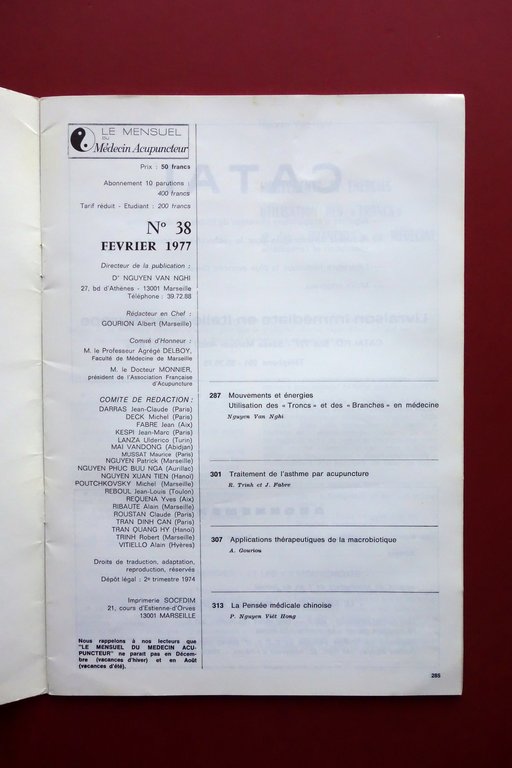 LE MENSUEL
DU
Médecin Acupuncteur
Prix : 50 francs
Abonnement 10 parutions :
400 francs
Tarif réduit - Etudiant : 200 francs
N° 38
FEVRIER 1977
Directeur de la publication :
Dr NGUYEN VAN NGHI
27, bd d'Athènes - 13001 Marseille
Téléphone : 39.72.88
Rédacteur en Chef :
GOURION Albert (Marseille)
Comité d'Honneur :
M. le Professeur Agrégé DELBOY,
Faculté de Médecine de Marseille
M. le Docteur MONNIER,
président de l'Association Française
d'Acupuncture
COMITE DE REDACTION :
DARRAS Jean-Claude (Paris)
DECK Michel (Paris)
FABRE Jean (Aix)
KESPI Jean-Marc (Paris)
LANZA Ulderico (Turin)
MAI VANDONG (Abidjan)
MUSSAT Maurice (Paris)
NGUYEN Patrick (Marseille)
NGUYEN PHUC BUU NGA (Aurillac)
NGUYEN XUAN TIEN (Hanoï)
POUTCHKOVSKY Michel (Marseille)
REBOUL Jean-Louis (Toulon)
REQUENA Yves (Aix)
RIBAUTE Alain (Marseille)
ROUSTAN Claude (Paris)
TRAN DINH CAN (Paris)
TRAN QUANG HY (Hanoï)
TRINH Robert (Marseille)
VITIELLO Alain (Hyères)
Droits de traduction, adaptation,
reproduction, réservés
Dépôt légal : 2e trimestre 1974
Imprimerie SOCEDIM
21, cours d'Estienne-d'Orves
13001 MARSEILLE
Nous rappelons à nos lecteurs que
"LE MENSUEL DU MEDECIN ACU-
PUNCTEUR" ne parait pas en Décem-
bre (vacances d'hiver) et en Août
(vacances d'été).
287 Mouvements et énergies
Utilisation des « Troncs » et des « Branches » en médecine
Nguyen Van Nghi
301 Traitement de l'asthme par acupuncture
R. Trinh et J. Fabre
307 Applications thérapeutiques de la macrobiotique
A. Gouriou
313 La Pensée médicale chinoise
P. Nguyen Viêt Hong
285